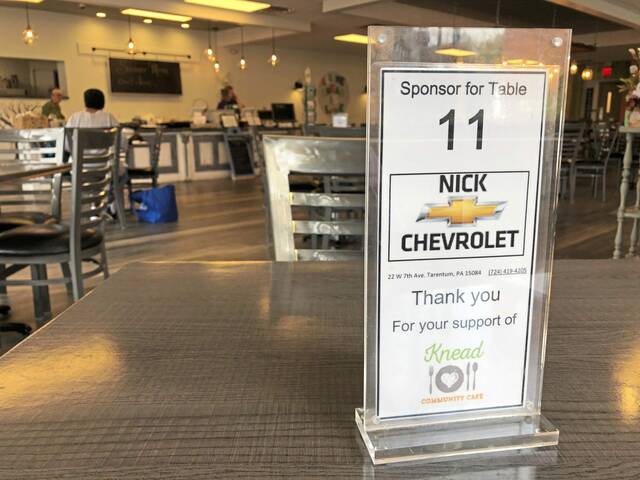 Sponsor for Table
11
NICK
CHEVROLET
22 W 7th Ave. Tarentum, PA 15084 (724) 419-4205
Thank you
For your support of
Knead
COMMUNITY CAFE